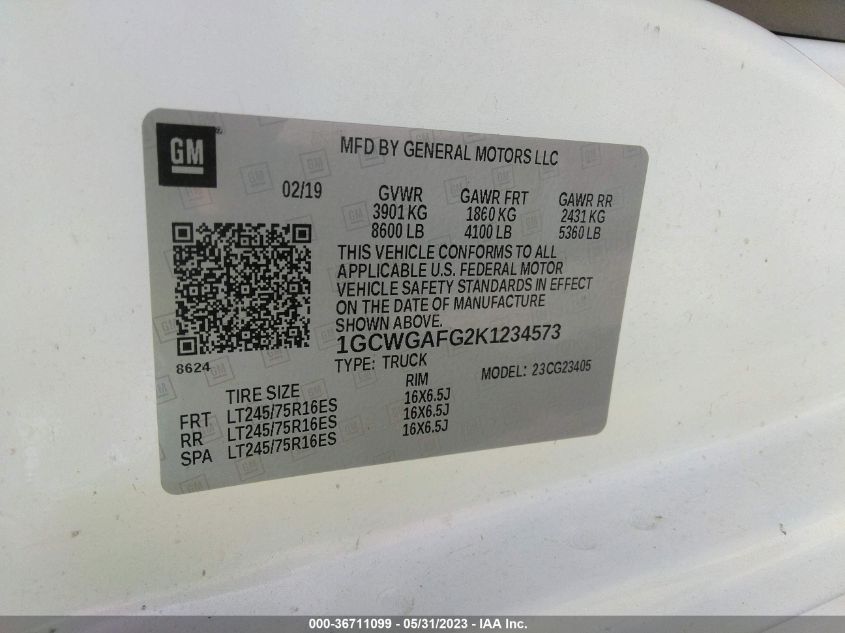 GM
MFD BY GENERAL MOTORS LLC
02/19
GVWR GAWR FRT GAWR RR
3901 KG 1860 KG 2431 KG
8600 LB 4100 LB 5360 LB
THIS VEHICLE CONFORMS TO ALL
APPLICABLE U.S. FEDERAL MOTOR
VEHICLE SAFETY STANDARDS IN EFFECT
ON THE DATE OF MANUFACTURE
SHOWN ABOVE.
1GCWGAFG2K1234573
8624
TYPE: TRUCK MODEL: 23CG23405
TIRE SIZE RIM
FRT LT245/75R16ES 16X6.5J
RR LT245/75R16ES 16X6.5J
SPA LT245/75R16ES 16X6.5J
000-36711099 - 05/31/2023 - IAA Inc.